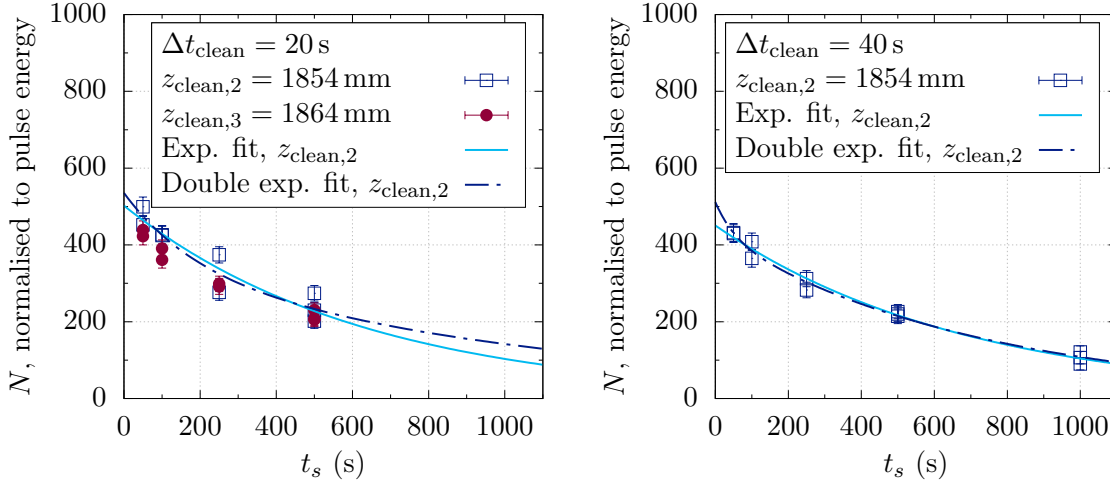 N, normalised to pulse energy
1000
800
600
400
200
0
Δt_clean = 20 s
z_clean,2 = 1854 mm
z_clean,3 = 1864 mm
Exp. fit, z_clean,2
Double exp. fit, z_clean,2
0 200 400 600 800 1000
t_s (s)
N, normalised to pulse energy
1000
800
600
400
200
0
Δt_clean = 40 s
z_clean,2 = 1854 mm
Exp. fit, z_clean,2
Double exp. fit, z_clean,2
0 200 400 600 800 1000
t_s (s)